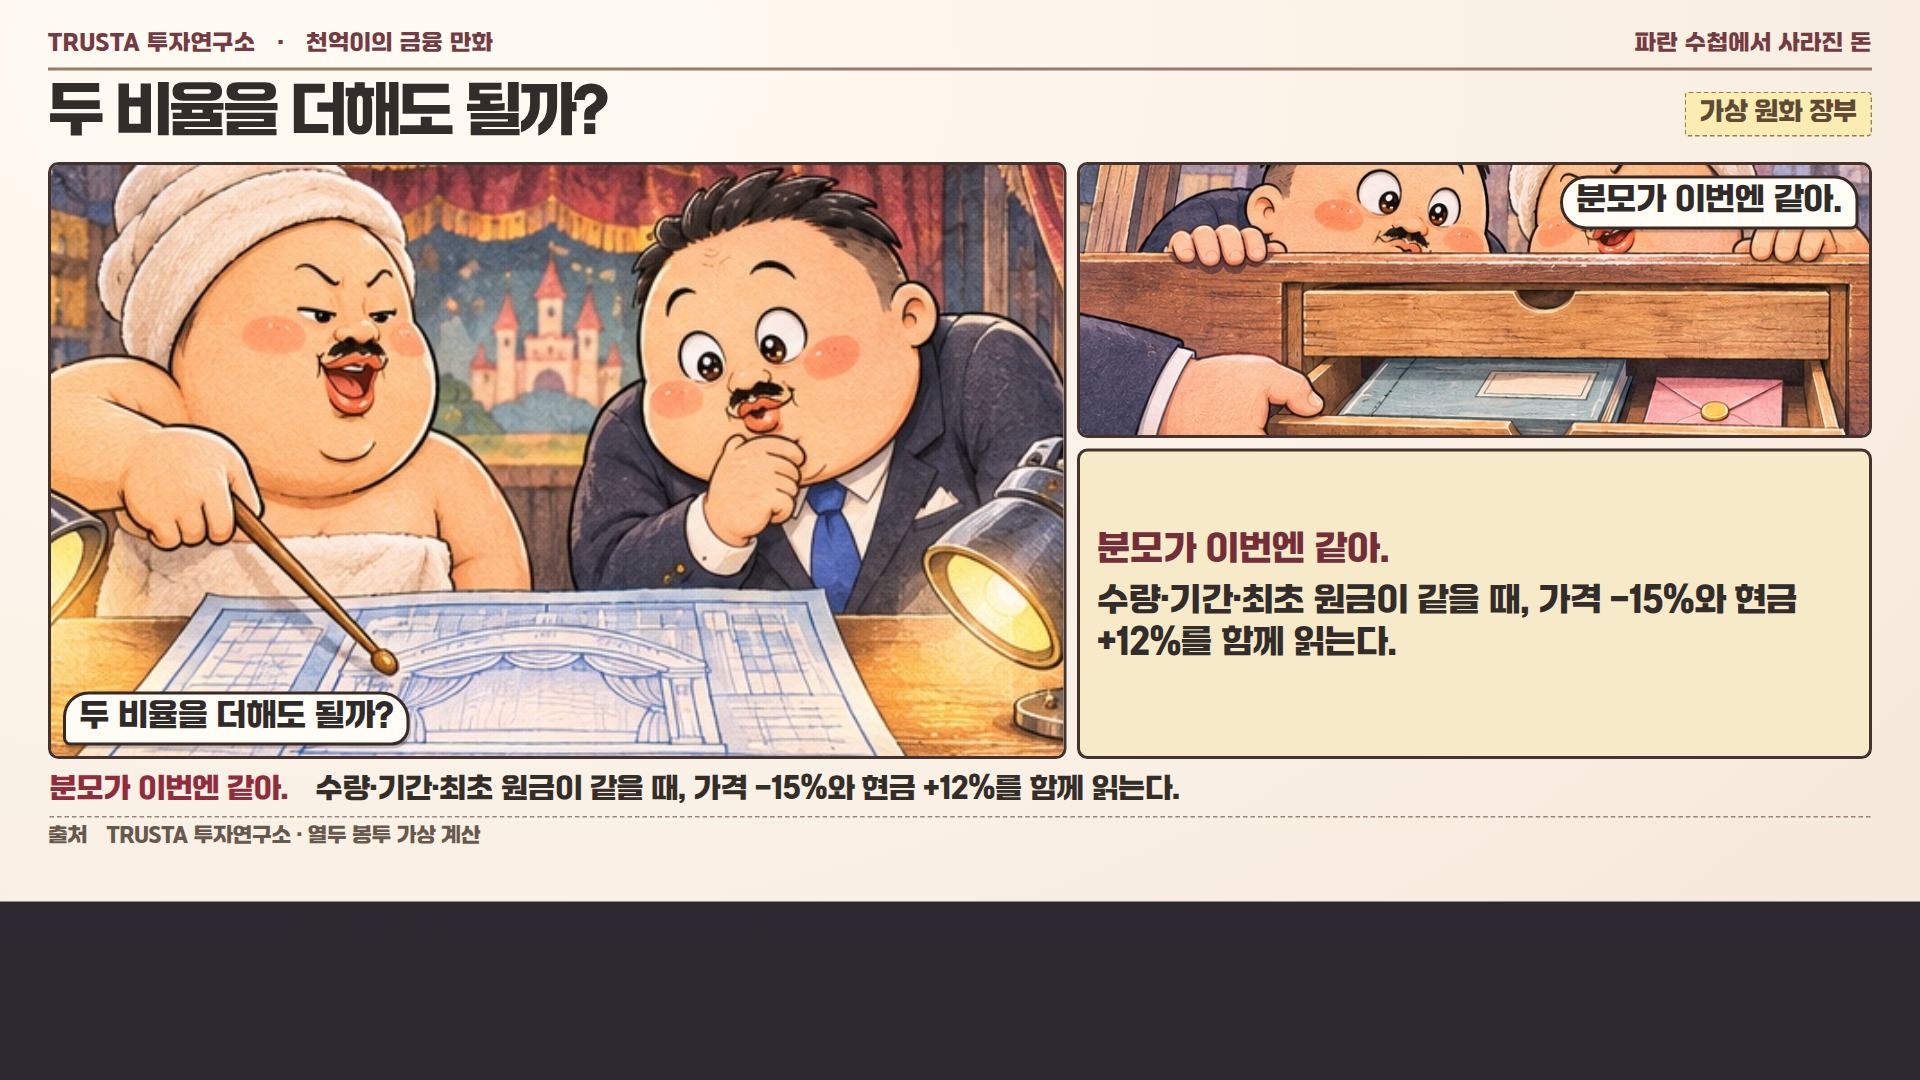 TRUSTA 투자연구소 · 천억이의 금융 만화
파란 수첩에서 사라진 돈
두 비율을 더해도 될까?
가상 원화 장부
분모가 이번엔 같아.
두 비율을 더해도 될까?
분모가 이번엔 같아.
수량·기간·최초 원금이 같을 때, 가격 −15%와 현금
+12%를 함께 읽는다.
분모가 이번엔 같아. 수량·기간·최초 원금이 같을 때, 가격 −15%와 현금 +12%를 함께 읽는다.
출처 TRUSTA 투자연구소 · 열두 봉투 가상 계산